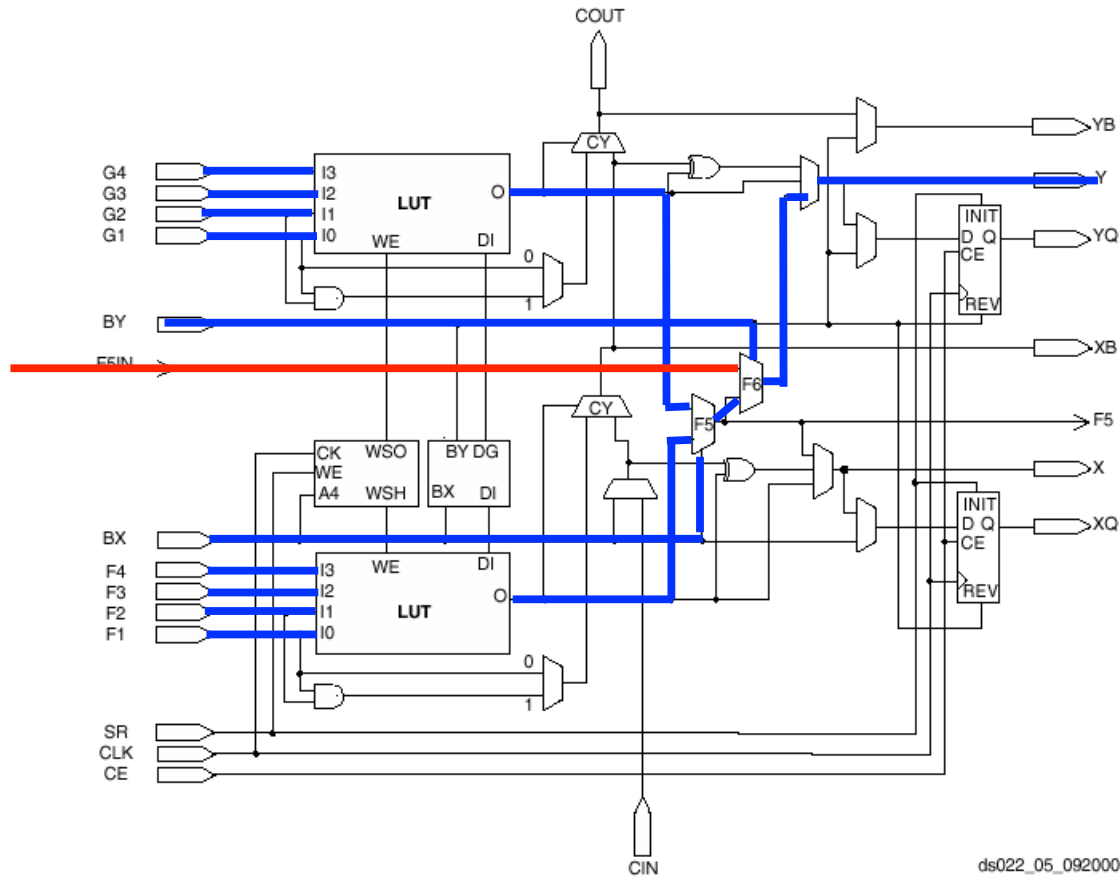 COUT
YB
G4 I3
G3 I2 LUT O Y
G2 I1
G1 I0 INIT
WE DI D Q YQ
CE
0
1
REV
BY
F5IN XB
CY
CY
F6
F5 F5
CK WSO BY DG
WE
A4 WSH BX DI
X
INIT
D Q XQ
CE
BX
REV
F4 I3 WE DI
F3 I2 O
F2 I1 LUT
F1 I0
0
1
SR
CLK
CE
CIN
ds022_05_092000